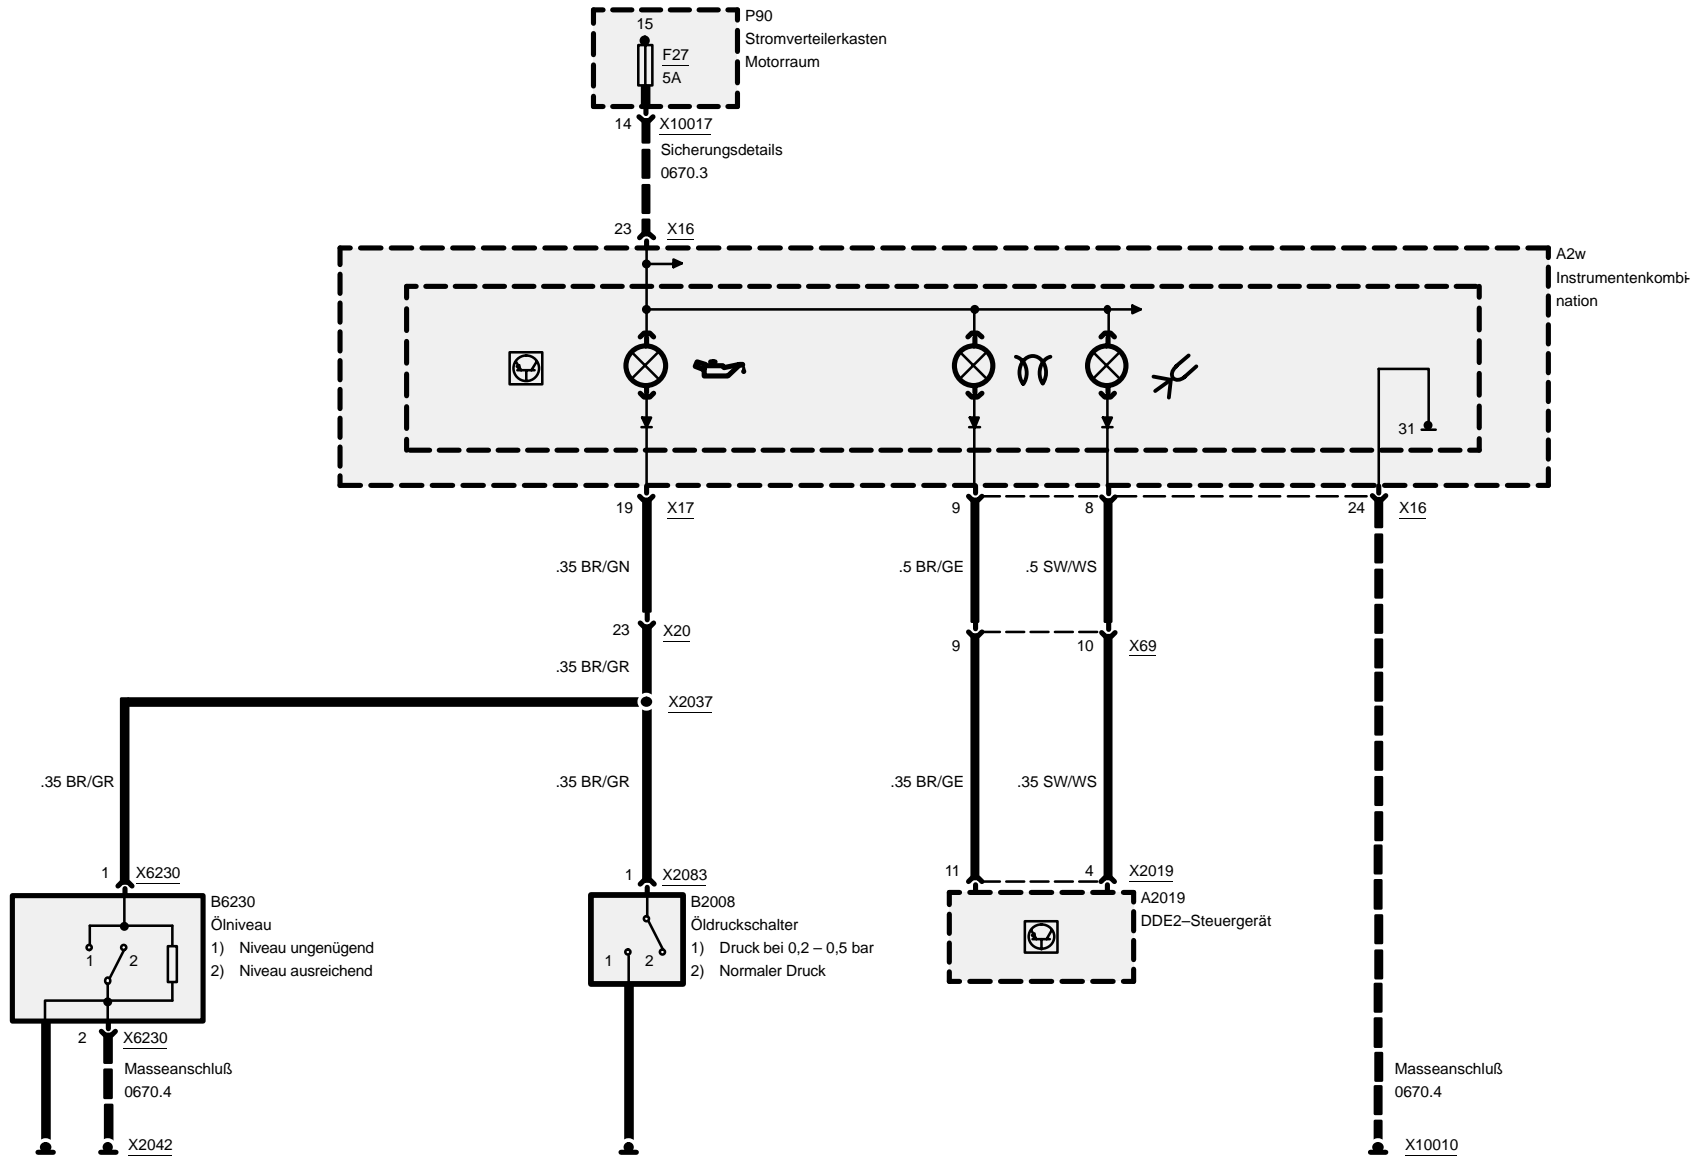 P90
15
Stromverteilerkasten
F27
Motorraum
5A
14 X10017
Sicherungsdetails
0670.3
23 X16
A2w
Instrumentenkombi-
nation
31
19 X17 9 8 24 X16
.35 BR/GN .5 BR/GE .5 SW/WS
23 X20
9 10 X69
.35 BR/GR
X2037
.35 BR/GR .35 BR/GR .35 BR/GE .35 SW/WS
1 X6230 1 X2083 11 4 X2019
B6230 B2008 A2019
Ölniveau Öldruckschalter DDE2–Steuergerät
1) Niveau ungenügend 1) Druck bei 0,2 – 0,5 bar
1 2 1 2
2) Niveau ausreichend 2) Normaler Druck
2 X6230
Masseanschluß Masseanschluß
0670.4 0670.4
X2042 X10010